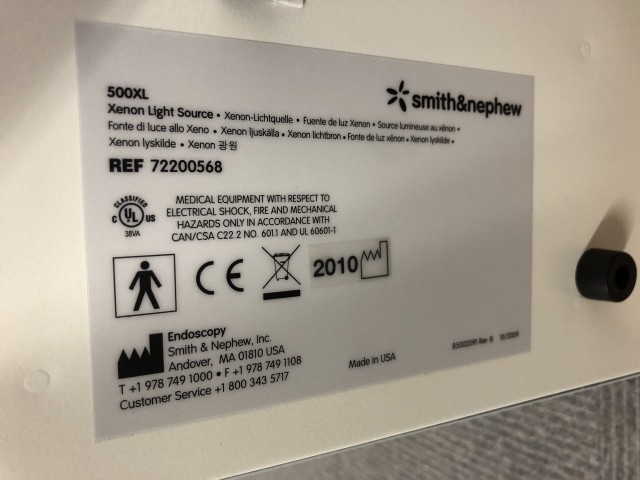 500XL
smith&nephew
Xenon Light Source • Xenon-Lichtquelle • Fuente de luz Xenon • Source lumineuse au xénon •
Fonte di luce allo Xeno • Xenon ljuskälla • Xenon lichtbron • Fonte de luz xénon • Xenon lyskilde •
Xenon lyskilde • Xenon 광원
REF 72200568
CLASSIFIED
C UL US
38VA
MEDICAL EQUIPMENT WITH RESPECT TO
ELECTRICAL SHOCK, FIRE AND MECHANICAL
HAZARDS ONLY IN ACCORDANCE WITH
CAN/CSA C22.2 NO. 601.1 AND UL 60601-1
CE
2010
Endoscopy
Smith & Nephew, Inc.
Andover, MA 01810 USA
T +1 978 749 1000 • F +1 978 749 1108
Customer Service +1 800 343 5717
Made in USA
Rev B 10/2009